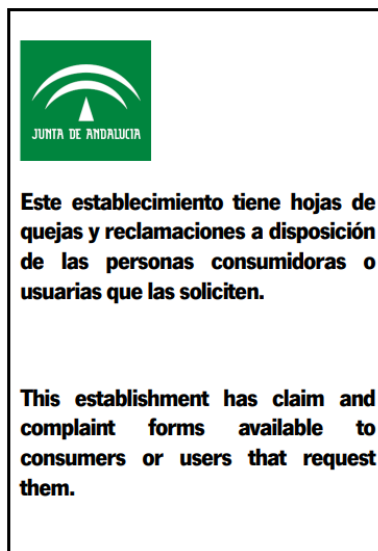 JUNTA DE ANDALUCIA
Este establecimiento tiene hojas de
quejas y reclamaciones a disposición
de las personas consumidoras o
usuarias que las soliciten.
This establishment has claim and
complaint forms available to
consumers or users that request
them.